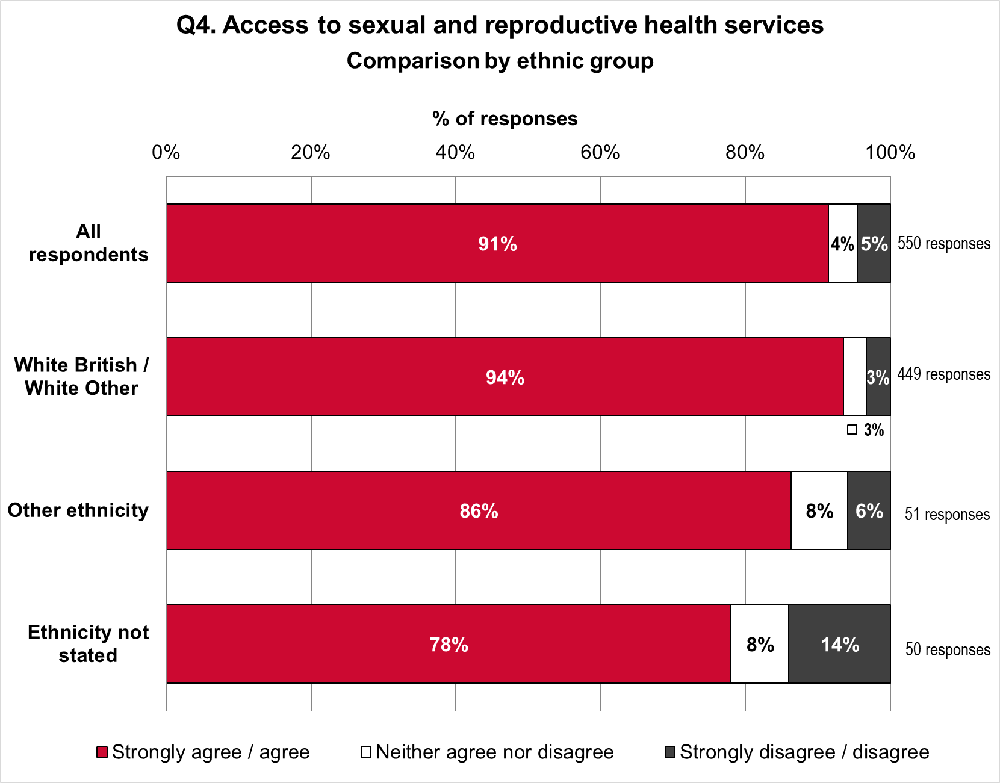 Q4. Access to sexual and reproductive health services
Comparison by ethnic group
% of responses
0% 20% 40% 60% 80% 100%
All
respondents
91% 4% 5% 550 responses
White British /
White Other
94% 3% 449 responses
3%
Other ethnicity 86% 8% 6% 51 responses
Ethnicity not
stated
78% 8% 14% 50 responses
Strongly agree / agree Neither agree nor disagree Strongly disagree / disagree